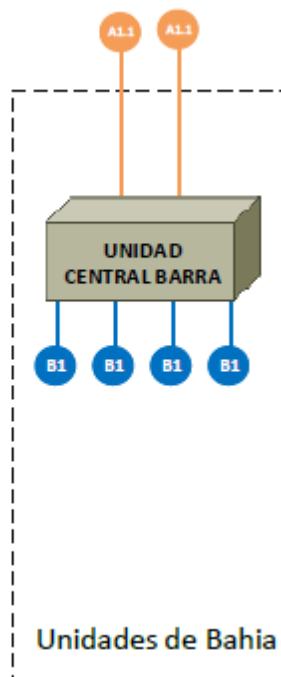 A1.1 A1.1
UNIDAD
CENTRAL BARRA
B1 B1 B1 B1
Unidades de Bahia